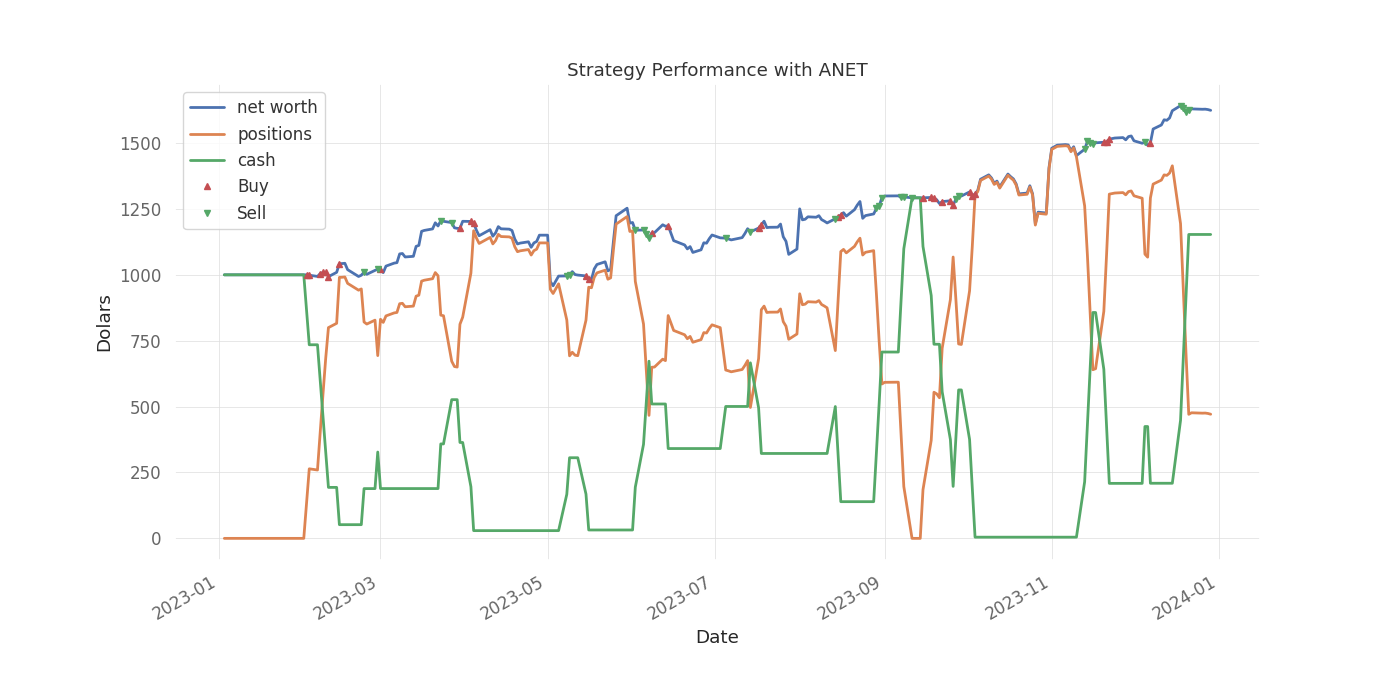 Strategy Performance with ANET
net worth
positions
cash
Buy
Sell
Dolars
1500
1250
1000
750
500
250
0
2023-01
2023-03
2023-05
2023-07
2023-09
2023-11
2024-01
Date